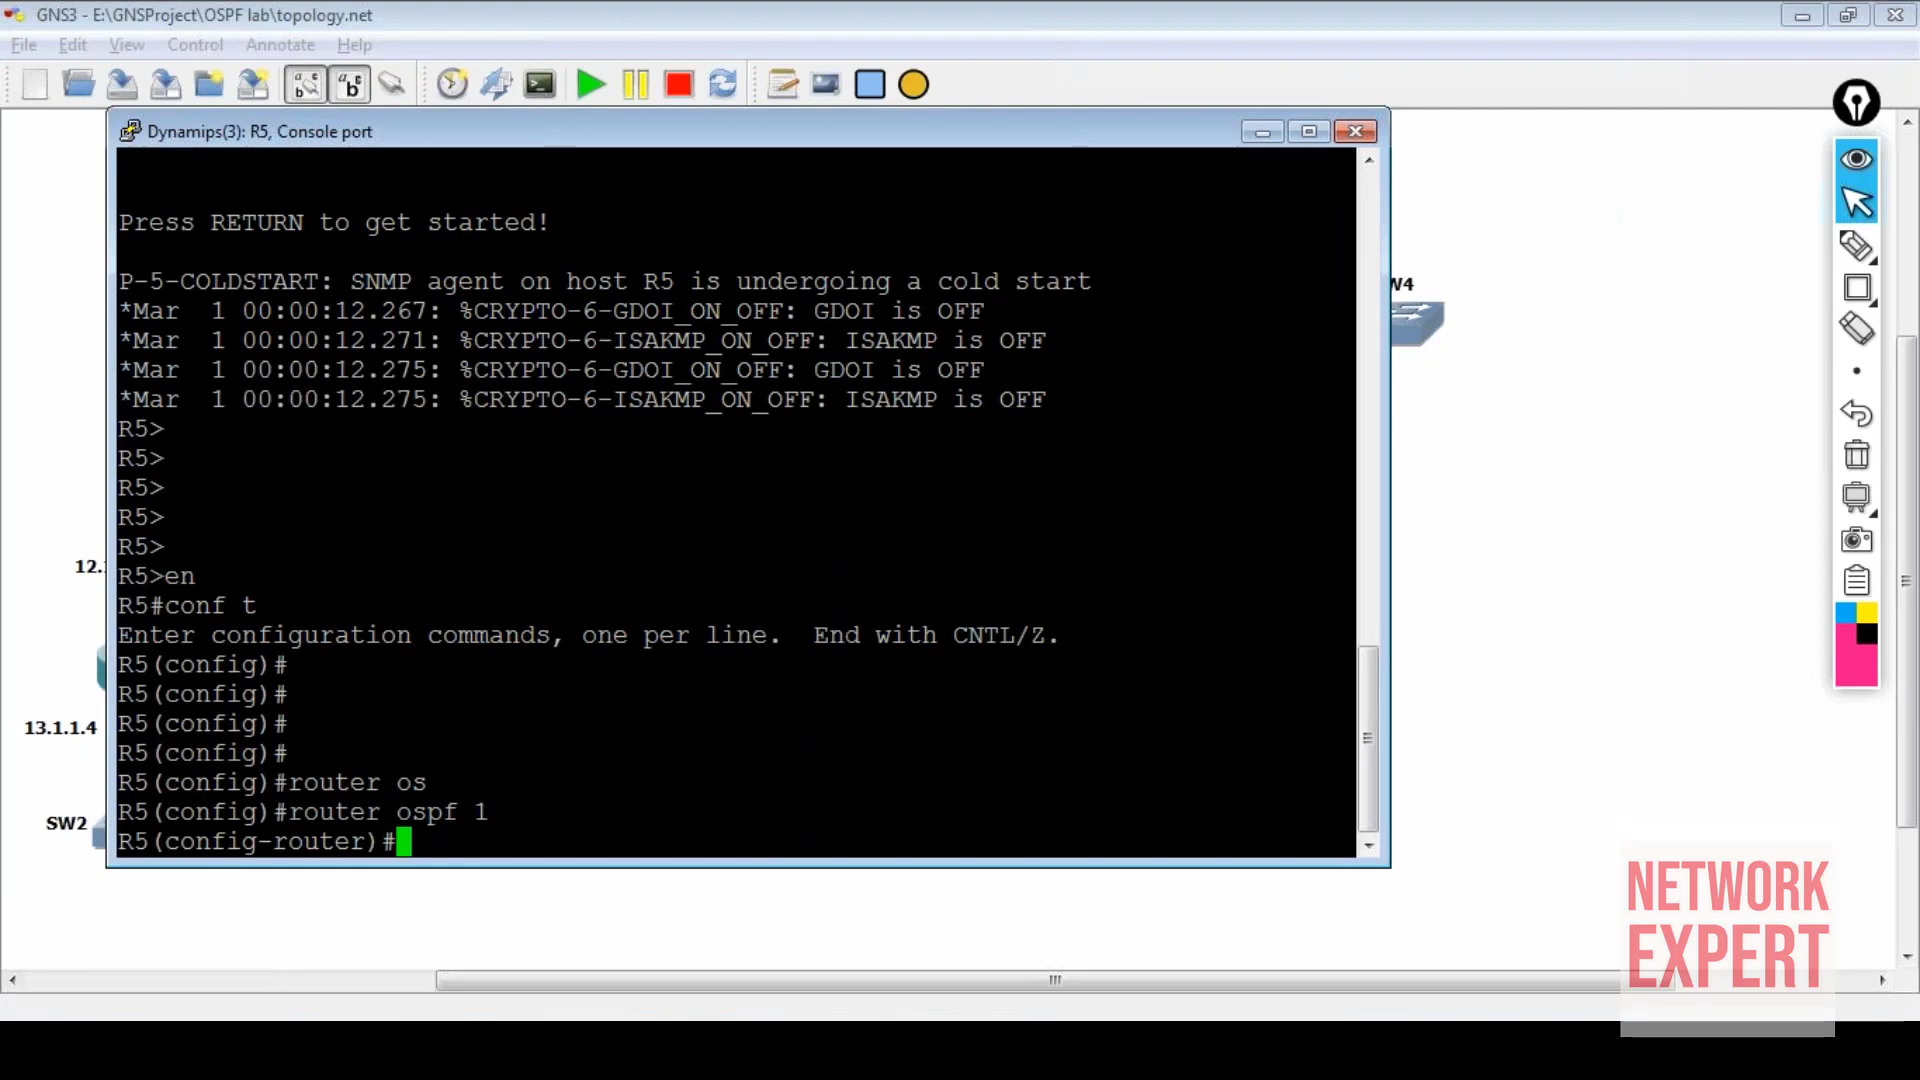 GNS3 - E:\GNSProject\OSPF lab\topology.net
File Edit View Control Annotate Help
Dynamips(3): R5, Console port
Press RETURN to get started!
P-5-COLDSTART: SNMP agent on host R5 is undergoing a cold start
*Mar  1 00:00:12.267: %CRYPTO-6-GDOI_ON_OFF: GDOI is OFF
*Mar  1 00:00:12.271: %CRYPTO-6-ISAKMP_ON_OFF: ISAKMP is OFF
*Mar  1 00:00:12.275: %CRYPTO-6-GDOI_ON_OFF: GDOI is OFF
*Mar  1 00:00:12.275: %CRYPTO-6-ISAKMP_ON_OFF: ISAKMP is OFF
R5>
R5>
R5>
R5>
R5>
R5>en
R5#conf t
Enter configuration commands, one per line.  End with CNTL/Z.
R5(config)#
R5(config)#
R5(config)#
R5(config)#
R5(config)#router os
R5(config)#router ospf 1
R5(config-router)#
W4
12.
13.1.1.4
SW2
NETWORK
EXPERT